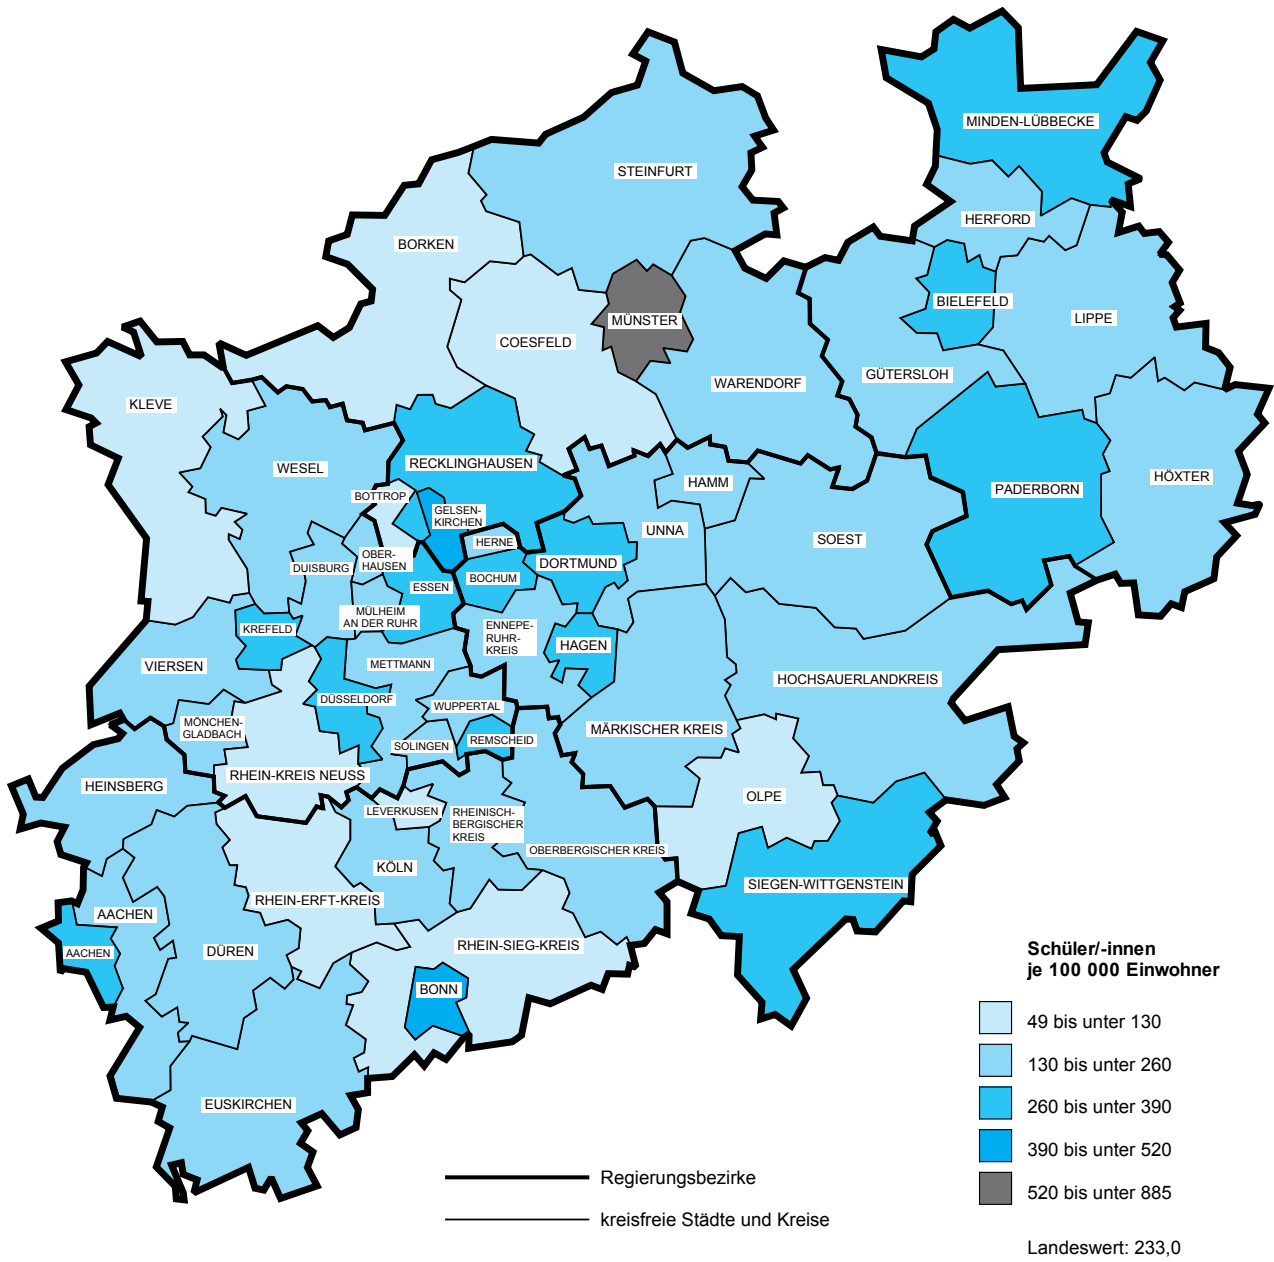 MINDEN-LÜBBECKE
STEINFURT
HERFORD
BORKEN
BIELEFELD
LIPPE
MÜNSTER
COESFELD
GÜTERSLOH
WARENDORF
KLEVE
RECKLINGHAUSEN
WESEL
HÖXTER
HAMM
PADERBORN
BOTTROP
GELSEN-
KIRCHEN
UNNA
SOEST
HERNE
OBER-
HAUSEN
DORTMUND
DUISBURG
BOCHUM
ESSEN
MÜLHEIM
AN DER RUHR
KREFELD
ENNEPE-
RUHR-
KREIS
HAGEN
VIERSEN
METTMANN
HOCHSAUERLANDKREIS
DÜSSELDORF
WUPPERTAL
MÖNCHEN-
GLADBACH
MÄRKISCHER KREIS
REMSCHEID
SOLINGEN
RHEIN-KREIS NEUSS
HEINSBERG
OLPE
LEVERKUSEN
RHEINISCH-
BERGISCHER
KREIS
OBERBERGISCHER KREIS
KÖLN
SIEGEN-WITTGENSTEIN
RHEIN-ERFT-KREIS
AACHEN
RHEIN-SIEG-KREIS
DÜREN
AACHEN
BONN
EUSKIRCHEN
Schüler/-innen
je 100 000 Einwohner
49 bis unter 130
130 bis unter 260
260 bis unter 390
390 bis unter 520
520 bis unter 885
Landeswert: 233,0
Regierungsbezirke
kreisfreie Städte und Kreise